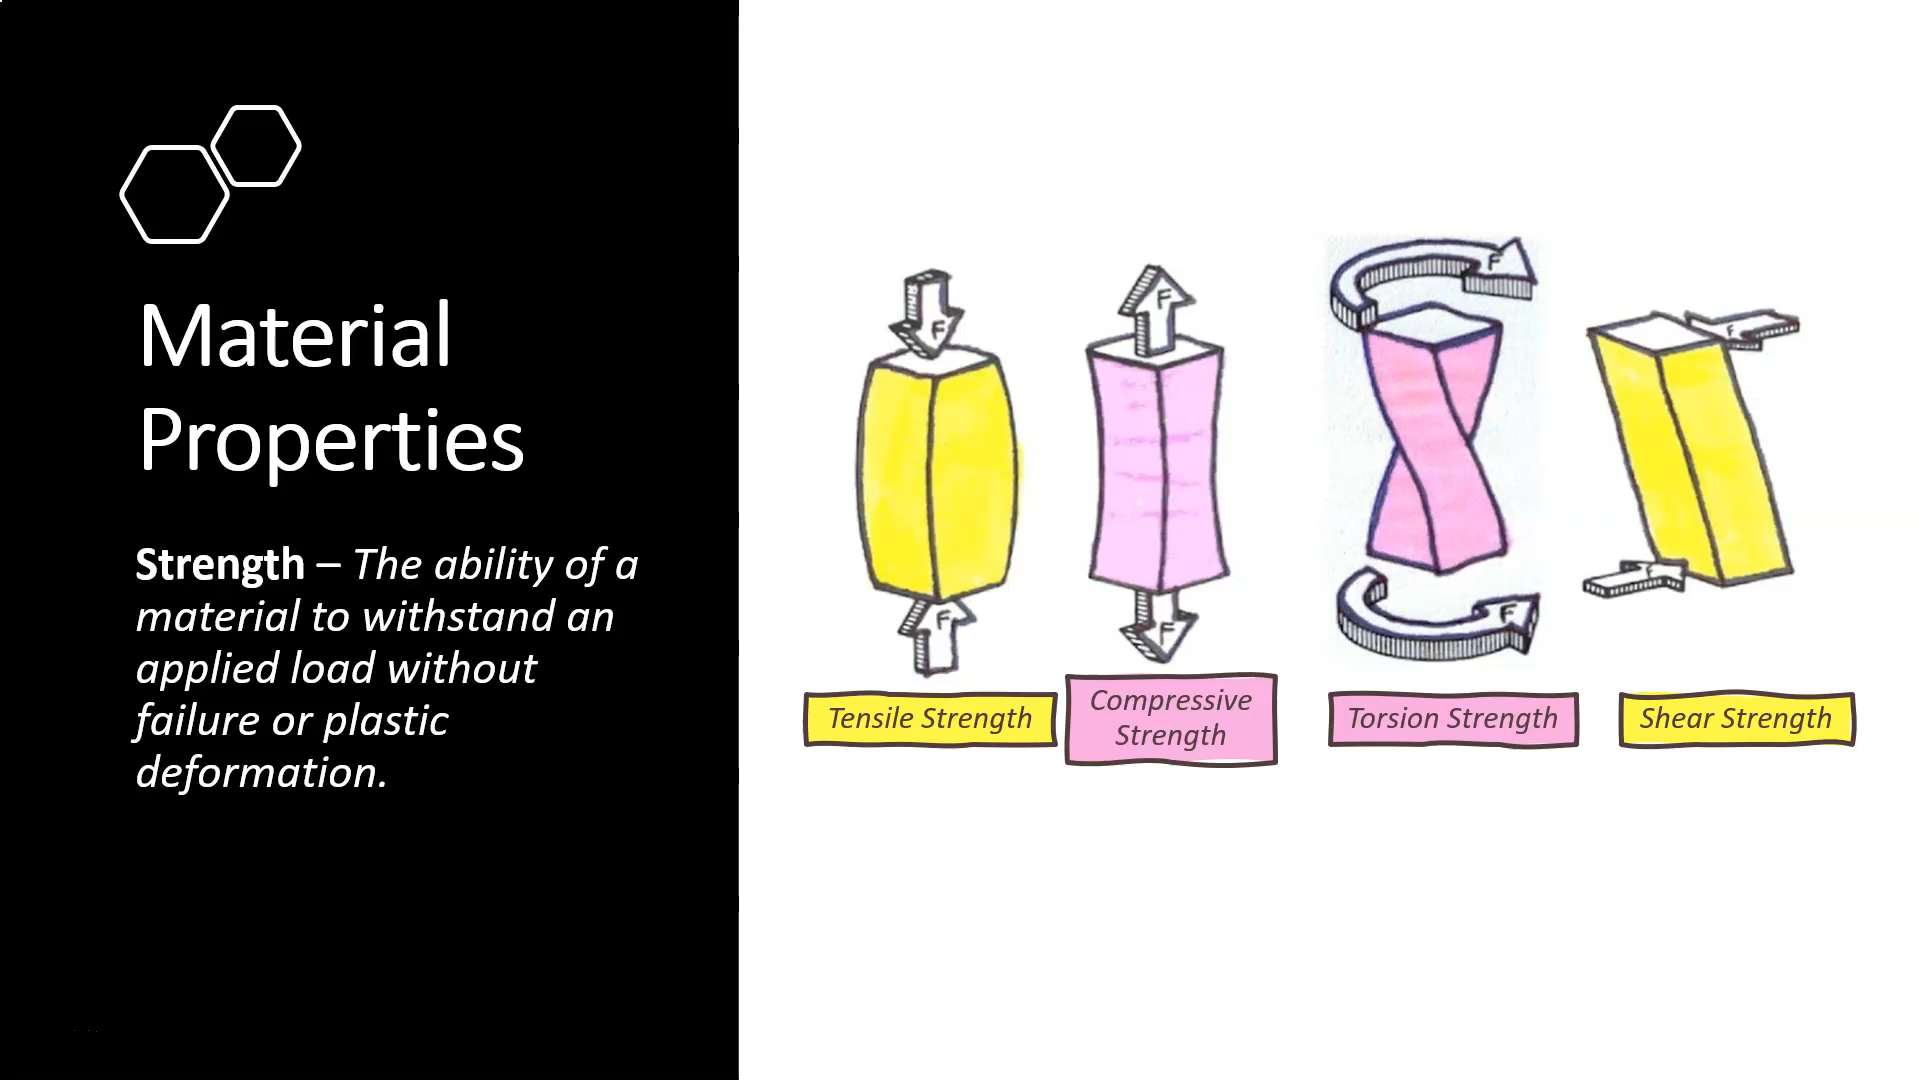 Material
Properties
Strength – The ability of a
material to withstand an
applied load without
failure or plastic
deformation.
F
F
F
F
F
F
F
F
Tensile Strength
Compressive
Strength
Torsion Strength
Shear Strength